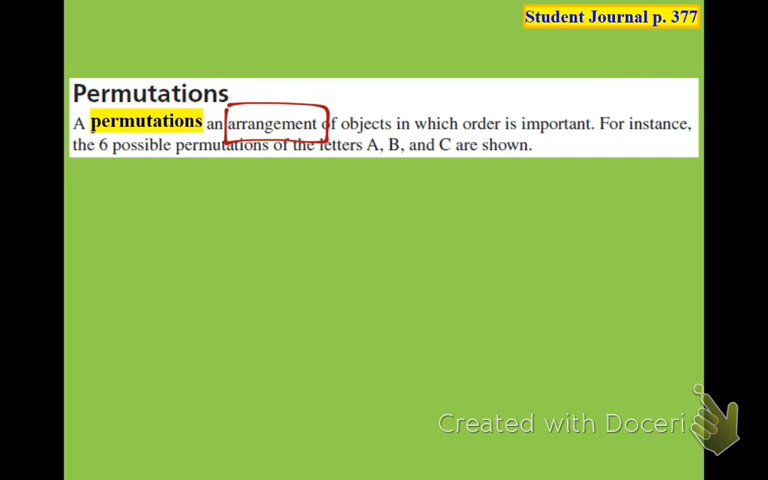 Student Journal p. 377
Permutations
A permutations an arrangement of objects in which order is important. For instance,
the 6 possible permutations of the letters A, B, and C are shown.
Created with Doceri